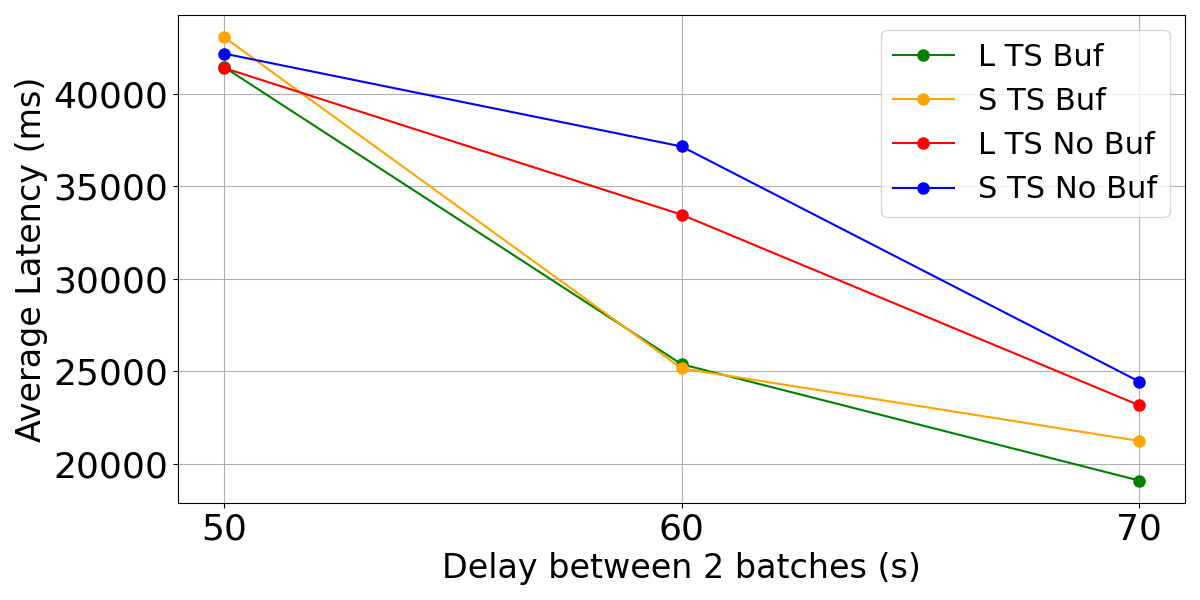 L TS Buf
S TS Buf
L TS No Buf
S TS No Buf
Average Latency (ms)
40000
35000
30000
25000
20000
50 60 70
Delay between 2 batches (s)